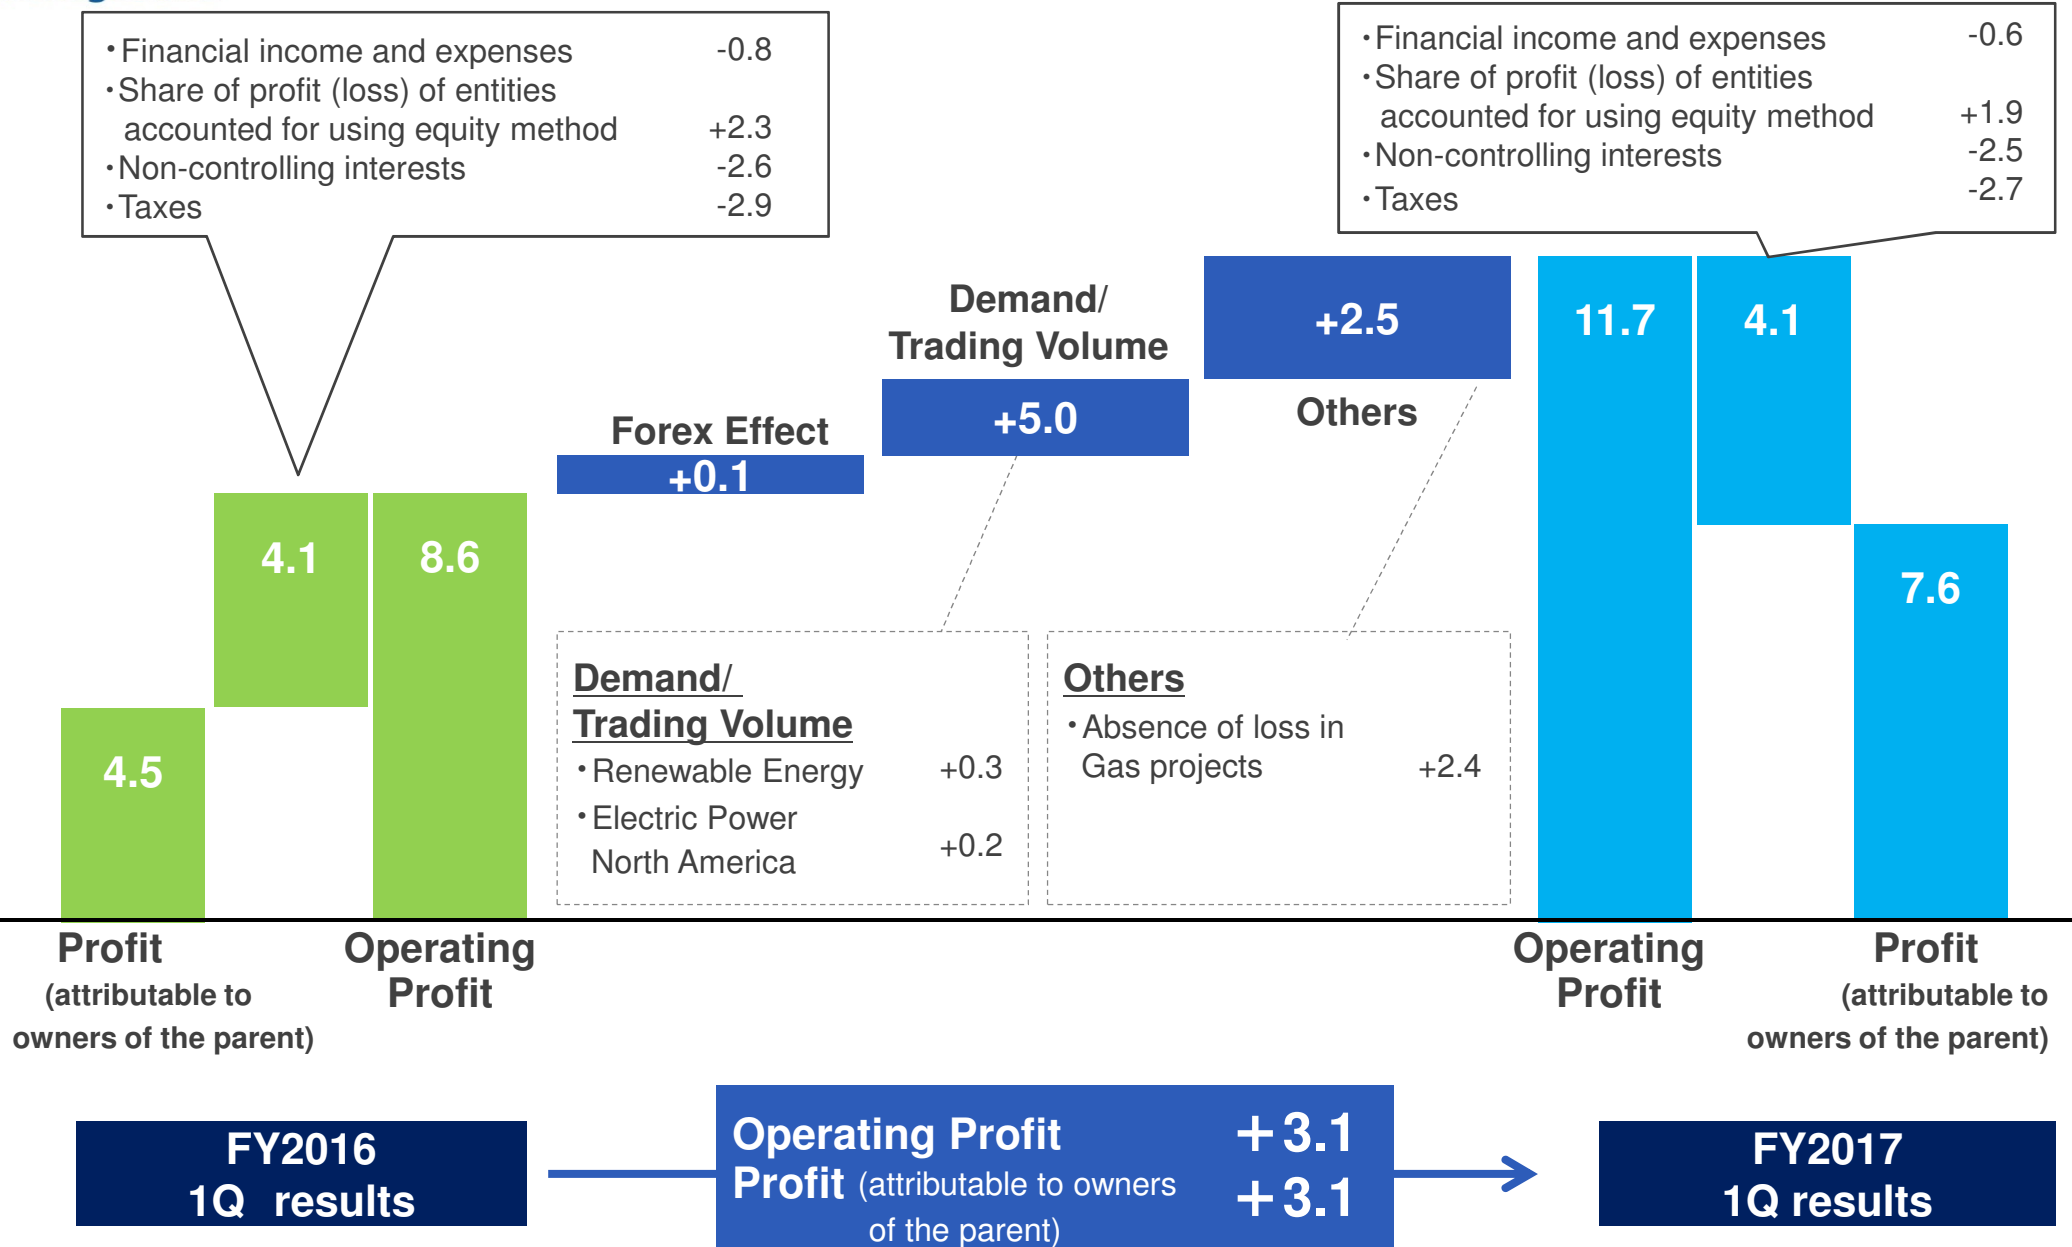 ・Financial income and expenses -0.8
・Share of profit (loss) of entities
accounted for using equity method +2.3
・Non-controlling interests -2.6
・Taxes -2.9
・Financial income and expenses -0.6
・Share of profit (loss) of entities
accounted for using equity method +1.9
・Non-controlling interests -2.5
・Taxes -2.7
4.5
4.1
8.6
Forex Effect
+0.1
Demand/
Trading Volume
+5.0
+2.5
Others
11.7
4.1
7.6
Demand/
Trading Volume
・Renewable Energy +0.3
・Electric Power
North America +0.2
Others
・Absence of loss in
Gas projects +2.4
Profit
(attributable to
owners of the parent)
Operating
Profit
Operating
Profit
Profit
(attributable to
owners of the parent)
FY2016
1Q results
Operating Profit +3.1
Profit (attributable to owners
of the parent) +3.1
FY2017
1Q results